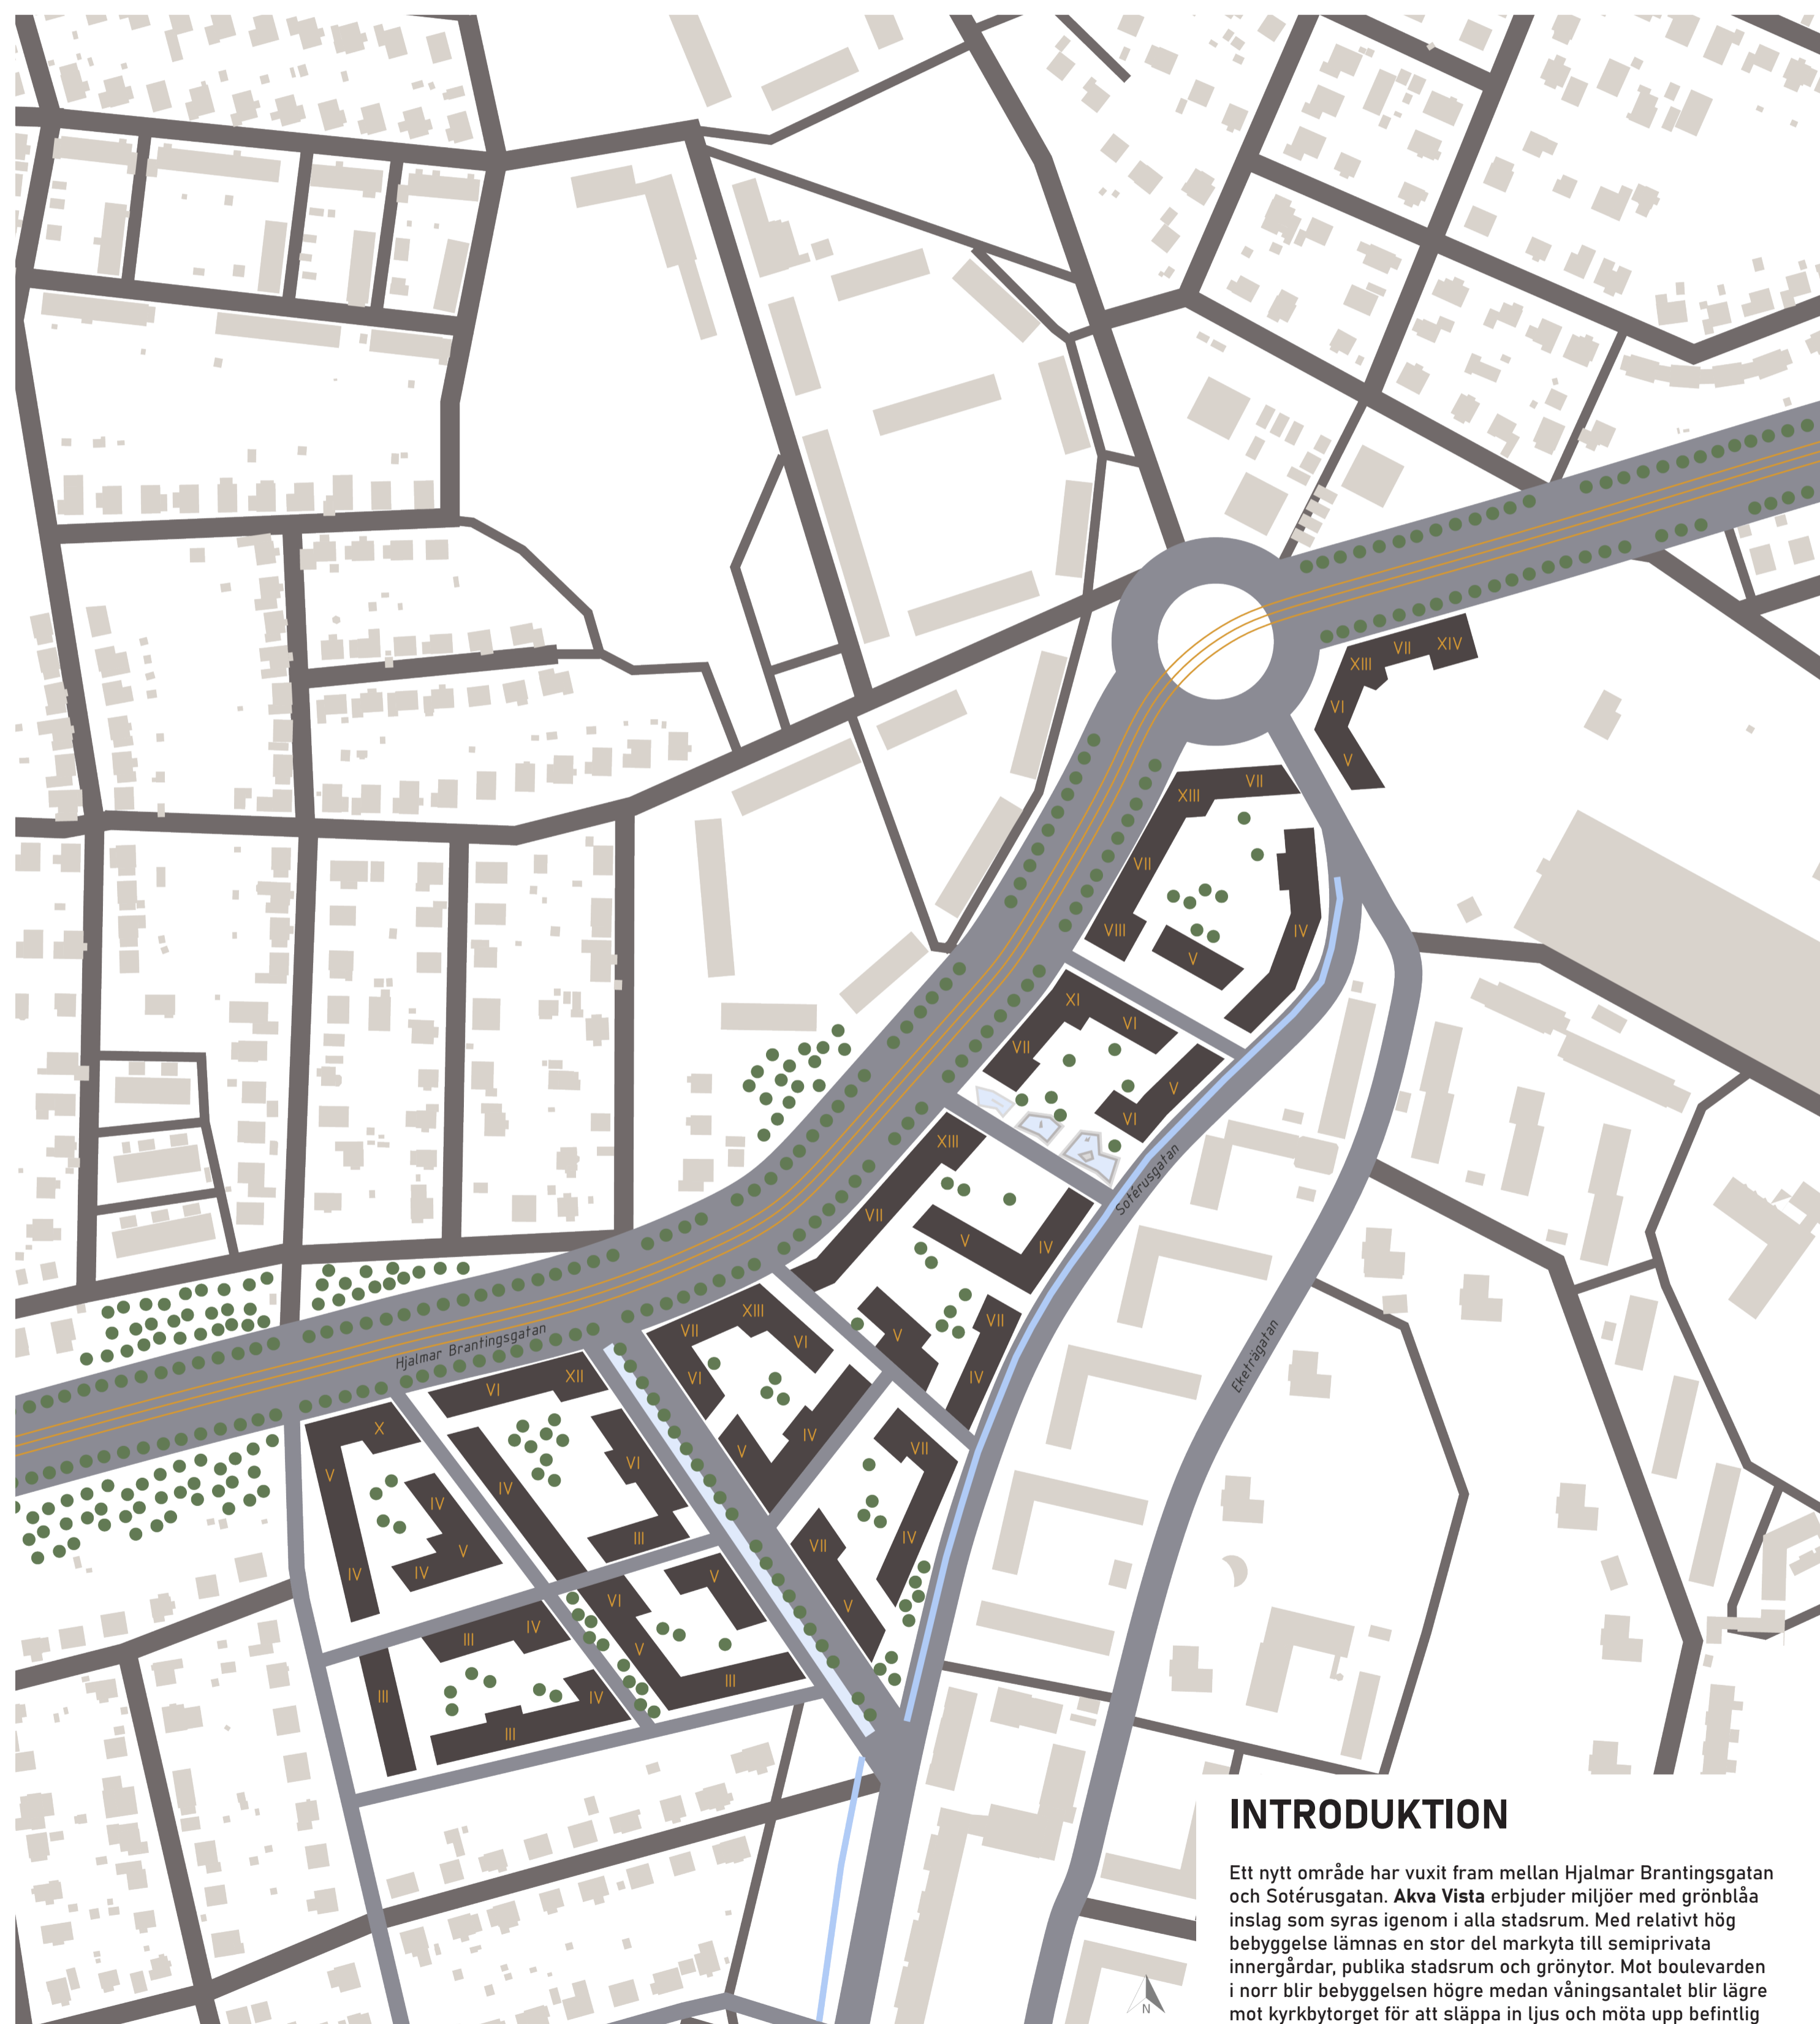 XIV
VII
XIII
VI
V
VII
XIII
VII
VIII
IV
V
XI
VI
VII
V
VI
XIII
Sotérusgatan
VII
V
IV
XIII
VII
VII
V
VI
Hjalmar Brantingsgatan
Eketrägatan
XII
VI
VI
IV
X
IV
V
VII
VI
V
IV
IV
IV
III
VII
V
IV
V
IV
VI
V
IV
III
V
III
III
IV
III
INTRODUKTION
Ett nytt område har vuxit fram mellan Hjalmar Brantingsgatan
och Sotérusgatan. Akva Vista erbjuder miljöer med grönblåa
inslag som syras igenom i alla stadsrum. Med relativt hög
bebyggelse lämnas en stor del markyta till semiprivata
innergårdar, publika stadsrum och grönytor. Mot boulevarden
i norr blir bebyggelsen högre medan våningsantalet blir lägre
mot kyrkbytorget för att släppa in ljus och möta upp befintlig
N